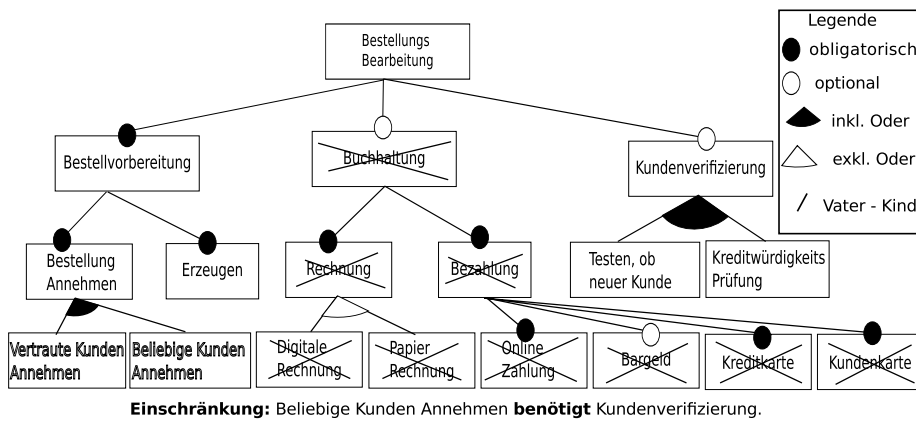 Legende
obligatorisch
optional
inkl. Oder
exkl. Oder
Vater - Kind
Bestellungs
Bearbeitung
Bestellvorbereitung
Buchhaltung
Kundenverifizierung
Bestellung
Annehmen
Erzeugen
Rechnung
Bezahlung
Testen, ob
neuer Kunde
Kreditwürdigkeits
Prüfung
Vertraute Kunden
Annehmen
Beliebige Kunden
Annehmen
Digitale
Rechnung
Papier
Rechnung
Online
Zahlung
Bargeld
Kreditkarte
Kundenkarte
Einschränkung: Beliebige Kunden Annehmen benötigt Kundenverifizierung.